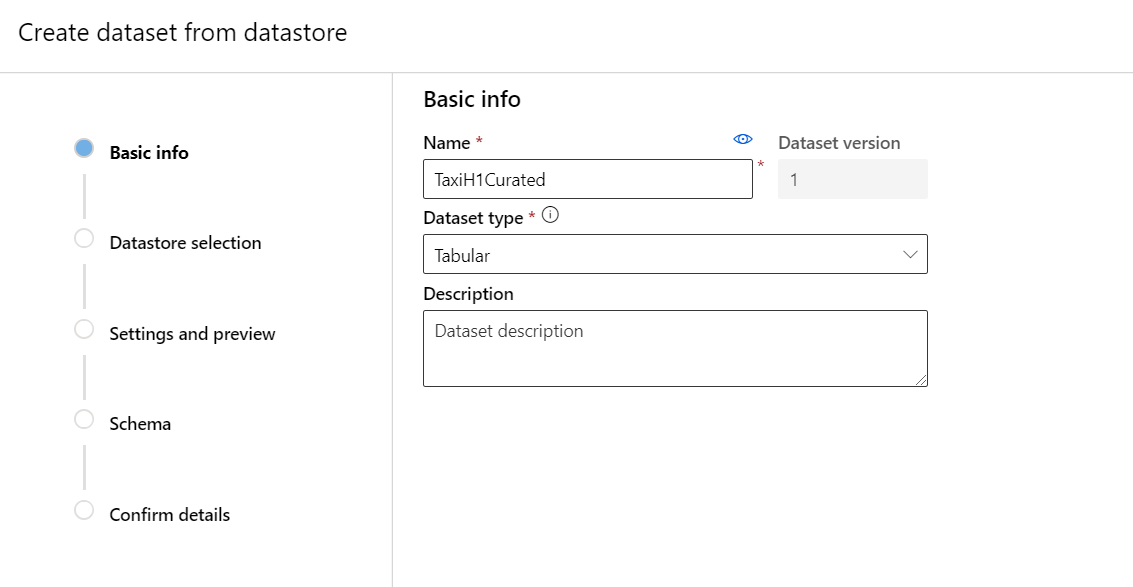 Create dataset from datastore
Basic info
Datastore selection
Settings and preview
Schema
Confirm details
Basic info
Name *
Dataset version
TaxiH1Curated
*
1
Dataset type *
Tabular
Description
Dataset description